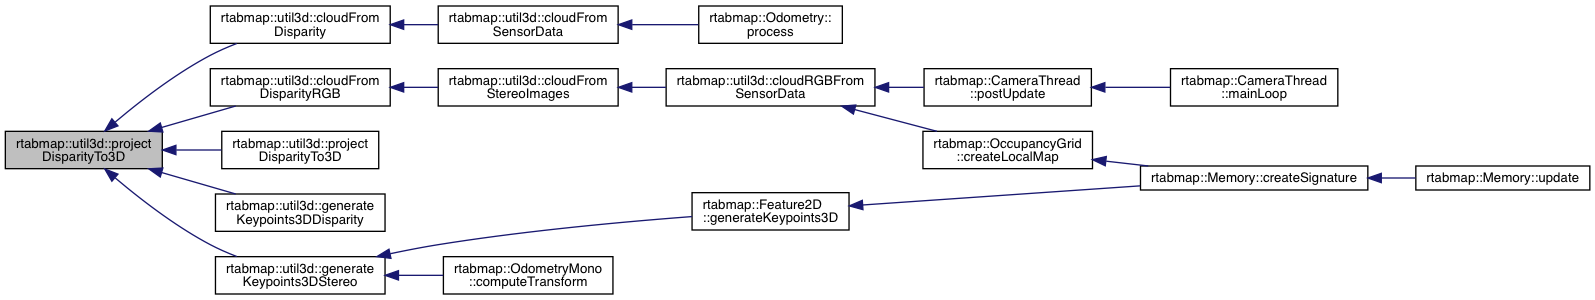 rtabmap::util3d::project
DisparityTo3D
rtabmap::util3d::cloudFrom
Disparity
rtabmap::util3d::cloudFrom
SensorData
rtabmap::Odometry::
process
rtabmap::util3d::cloudFrom
DisparityRGB
rtabmap::util3d::cloudFrom
StereoImages
rtabmap::util3d::cloudRGBFrom
SensorData
rtabmap::CameraThread
::postUpdate
rtabmap::CameraThread
::mainLoop
rtabmap::OccupancyGrid
::createLocalMap
rtabmap::Memory::createSignature
rtabmap::Memory::update
rtabmap::util3d::project
DisparityTo3D
rtabmap::util3d::generate
Keypoints3DDisparity
rtabmap::util3d::generate
Keypoints3DStereo
rtabmap::Feature2D
::generateKeypoints3D
rtabmap::OdometryMono
::computeTransform